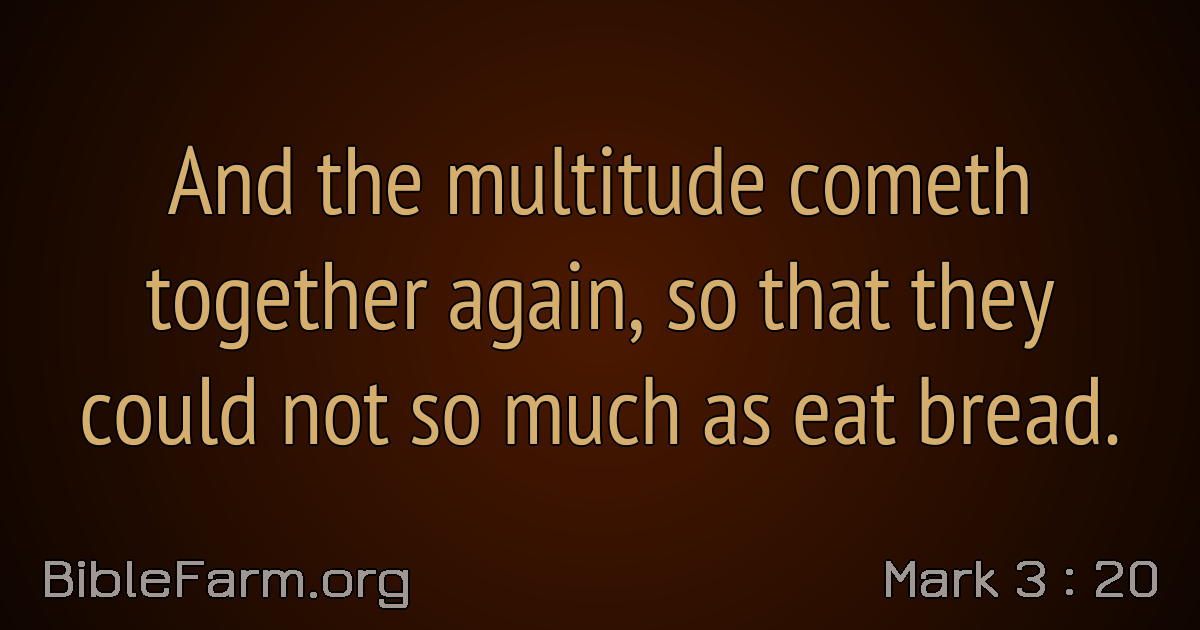 And the multitude cometh
together again, so that they
could not so much as eat bread.
BibleFarm.org
Mark 3 : 20